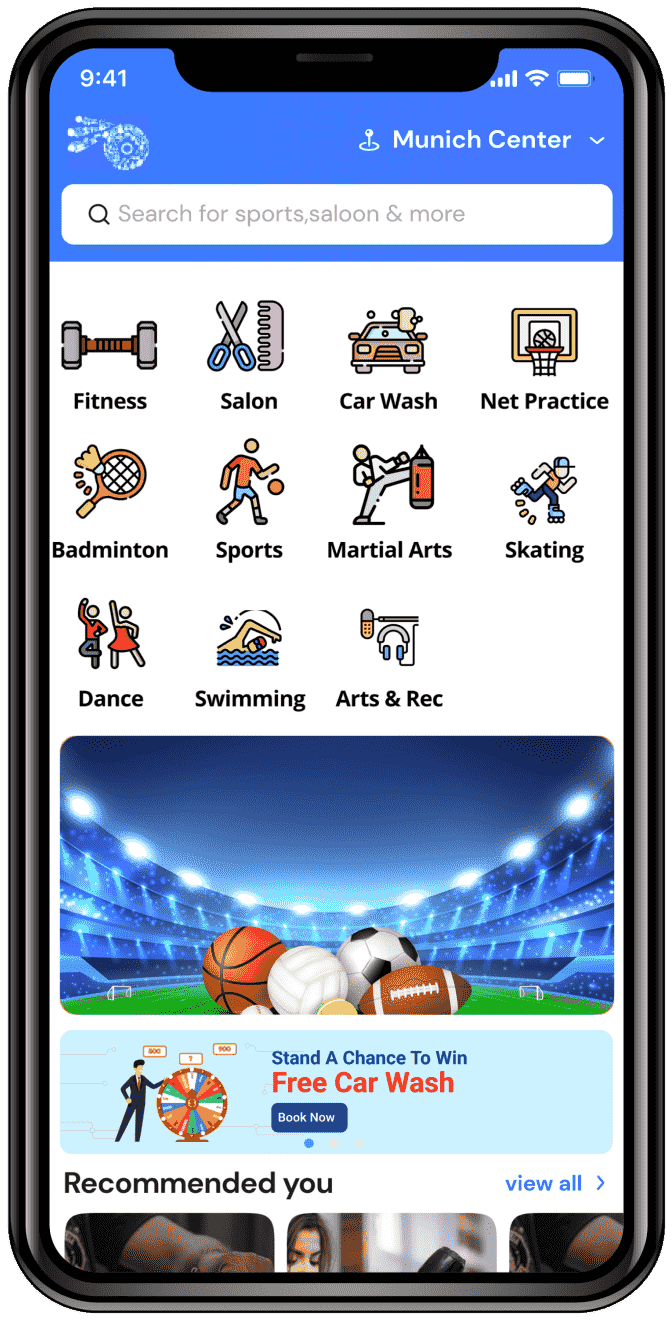 9:41
Munich Center
Search for sports,saloon & more
Fitness Salon Car Wash Net Practice
Badminton Sports Martial Arts Skating
Dance Swimming Arts & Rec
500 ? 900
Stand A Chance To Win
Free Car Wash
Book Now
Recommended you view all